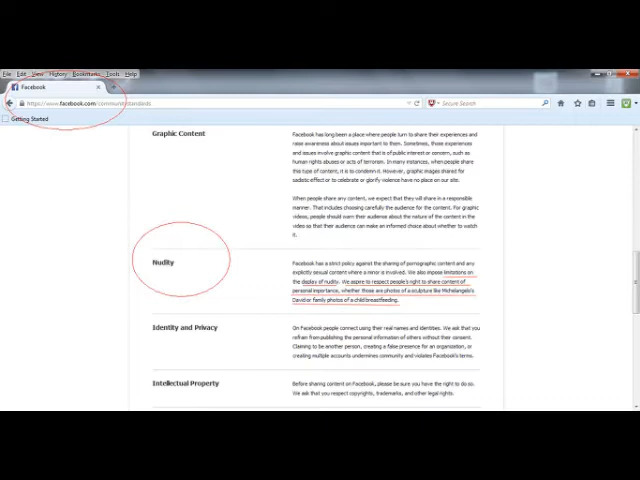 File Edit View History Bookmarks Tools Help
Facebook
https://www.facebook.com/communitystandards
Secure Search
Getting Started
Graphic Content
Facebook has long been a place where people turn to share their experiences and
raise awareness about issues important to them. Sometimes, those experiences
and issues involve graphic content that is of public interest or concern, such as
human rights abuses or acts of terrorism. In many instances, when people share
this type of content, it is to condemn it. However, graphic images shared for
sadistic effect or to celebrate or glorify violence have no place on our site.
When people share any content, we expect that they will share in a responsible
manner. That includes choosing carefully the audience for the content. For graphic
videos, people should warn their audience about the nature of the content in the
video so that their audience can make an informed choice about whether to watch
it.
Nudity
Facebook has a strict policy against the sharing of pornographic content and any
explicitly sexual content where a minor is involved. We also impose limitations on
the display of nudity. We aspire to respect people's right to share content of
personal importance, whether those are photos of a sculpture like Michelangelo's
David or family photos of a child breastfeeding.
Identity and Privacy
On Facebook people connect using their real names and identities. We ask that you
refrain from publishing the personal information of others without their consent.
Claiming to be another person, creating a false presence for an organization, or
creating multiple accounts undermines community and violates Facebook's terms.
Intellectual Property
Before sharing content on Facebook, please be sure you have the right to do so.
We ask that you respect copyrights, trademarks, and other legal rights.